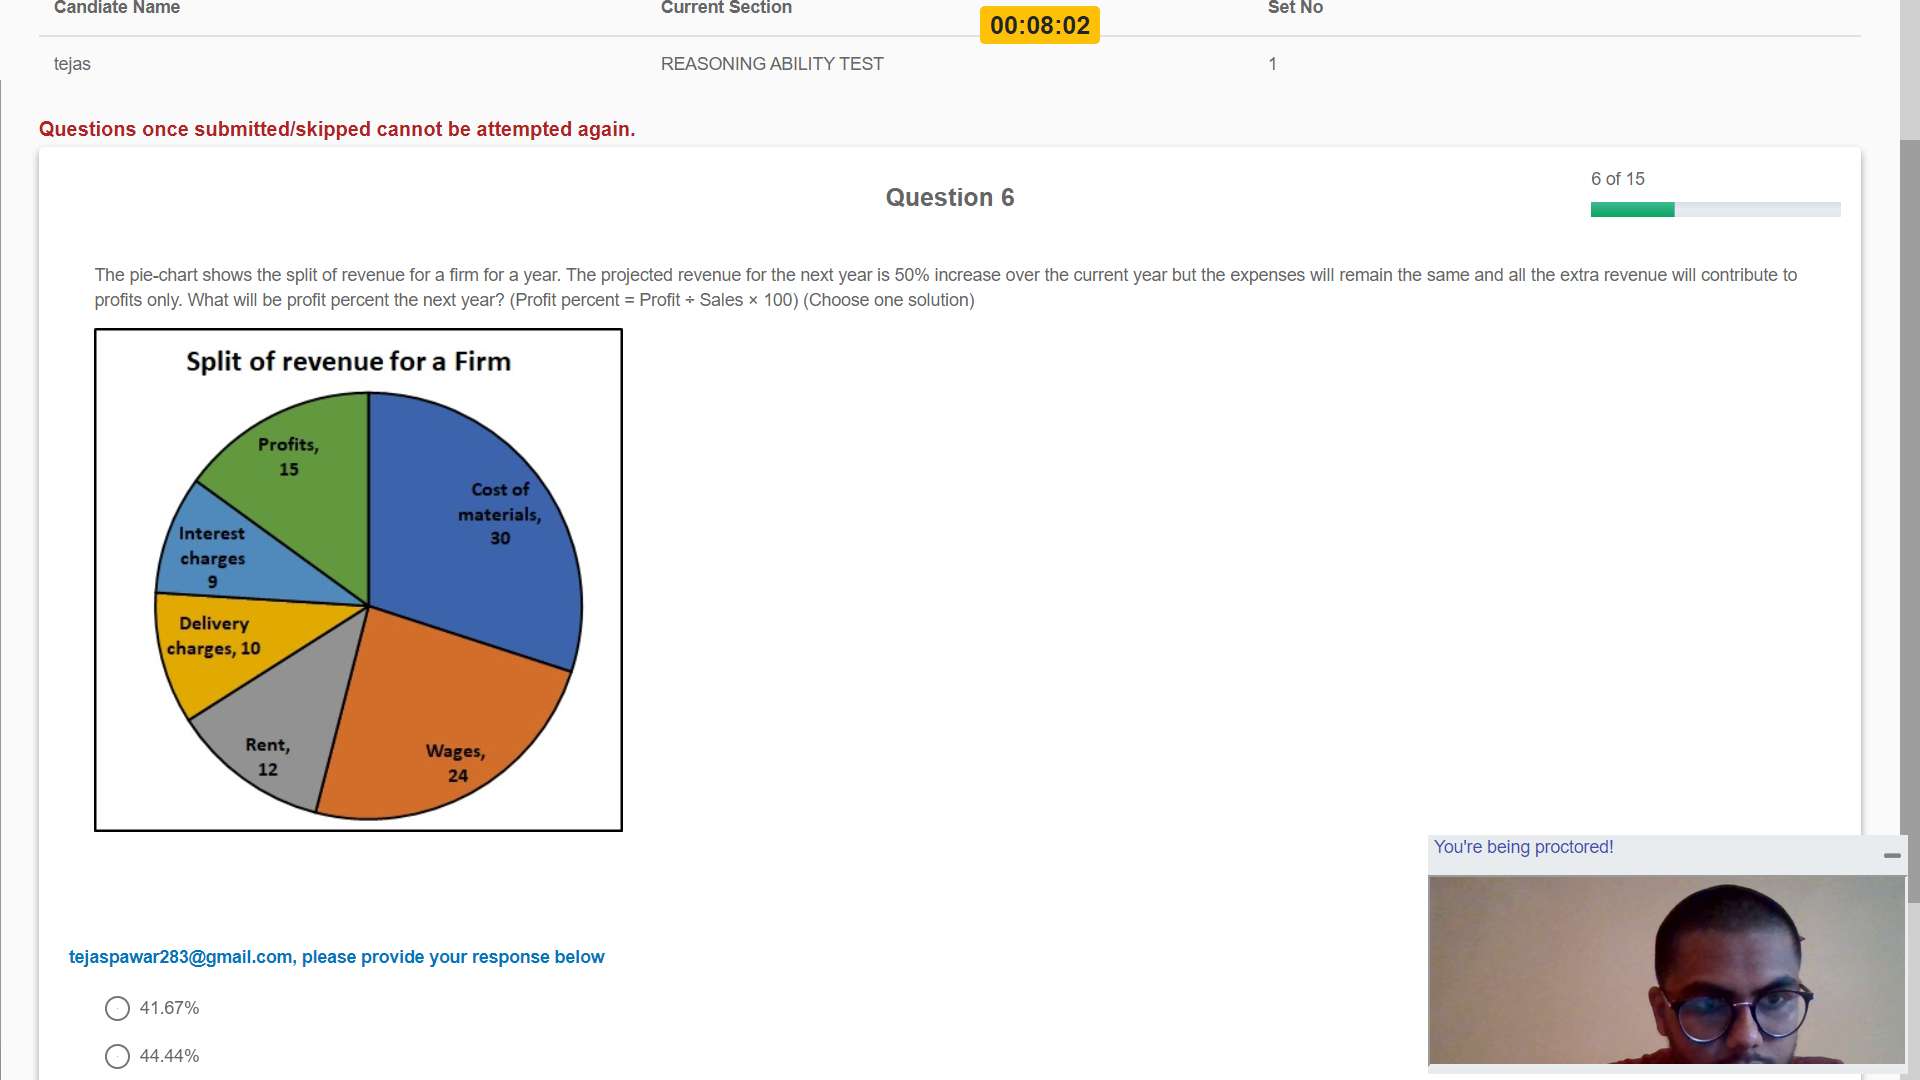 Candiate Name
Current Section
00:08:02
Set No
tejas
REASONING ABILITY TEST
1
Questions once submitted/skipped cannot be attempted again.
6 of 15
Question 6
The pie-chart shows the split of revenue for a firm for a year. The projected revenue for the next year is 50% increase over the current year but the expenses will remain the same and all the extra revenue will contribute to
profits only. What will be profit percent the next year? (Profit percent = Profit ÷ Sales × 100) (Choose one solution)
Split of revenue for a Firm
Profits,
15
Cost of
materials,
30
Interest
charges
9
Delivery
charges, 10
Rent,
12
Wages,
24
You're being proctored!
tejaspawar283@gmail.com, please provide your response below
41.67%
44.44%